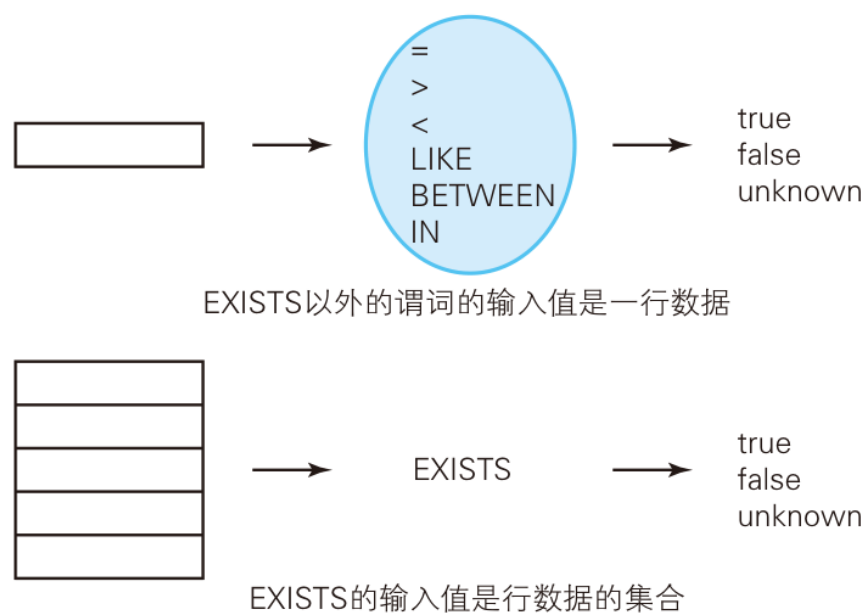 =
>
<
LIKE
BETWEEN
IN
true
false
unknown
EXISTS以外的谓词的输入值是一行数据
EXISTS
true
false
unknown
EXISTS的输入值是行数据的集合